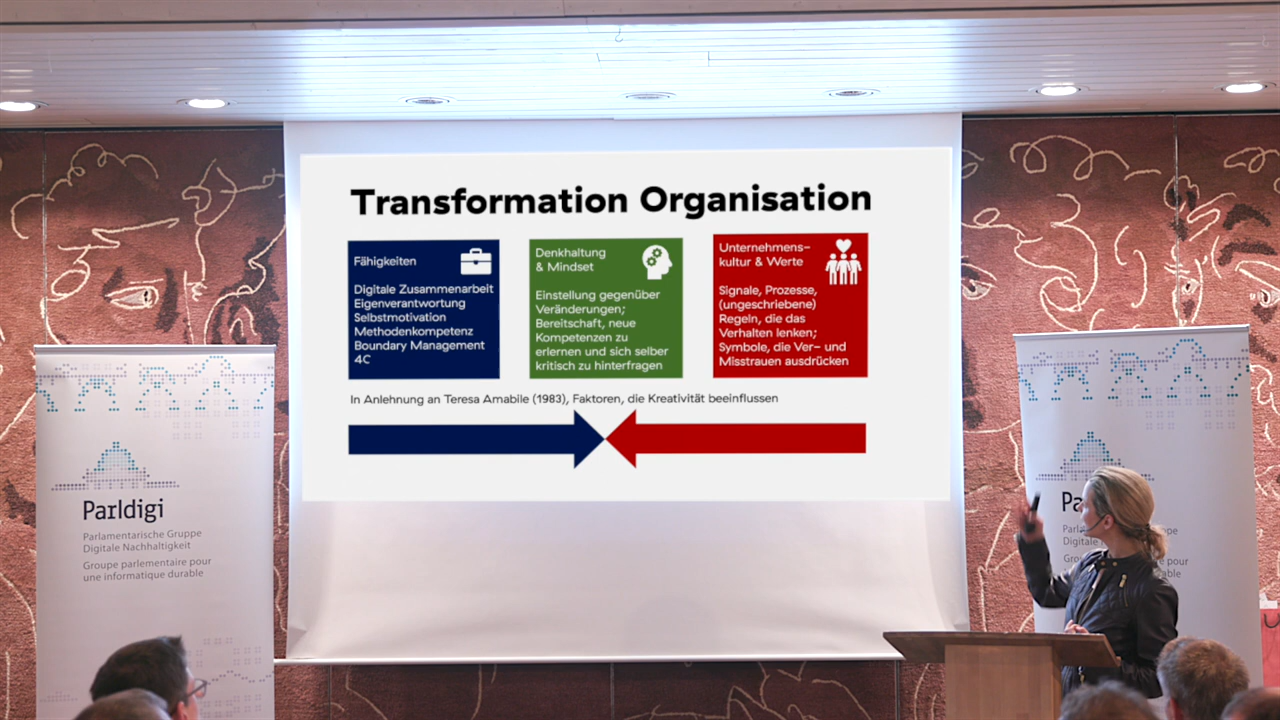 Transformation Organisation
Fähigkeiten
Digitale Zusammenarbeit
Eigenverantwortung
Selbstmotivation
Methodenkompetenz
Boundary Management
4C
Denkhaltung
& Mindset
Einstellung gegenüber
Veränderungen;
Bereitschaft, neue
Kompetenzen zu
erlernen und sich selber
kritisch zu hinterfragen
Unternehmens-
kultur & Werte
Signale, Prozesse,
(ungeschriebene)
Regeln, die das
Verhalten lenken;
Symbole, die Ver- und
Misstrauen ausdrücken
In Anlehnung an Teresa Amabile (1983), Faktoren, die Kreativität beeinflussen
Parldigi
Parlamentarische Gruppe
Digitale Nachhaltigkeit
Groupe parlementaire pour
une informatique durable
Digitale
pour